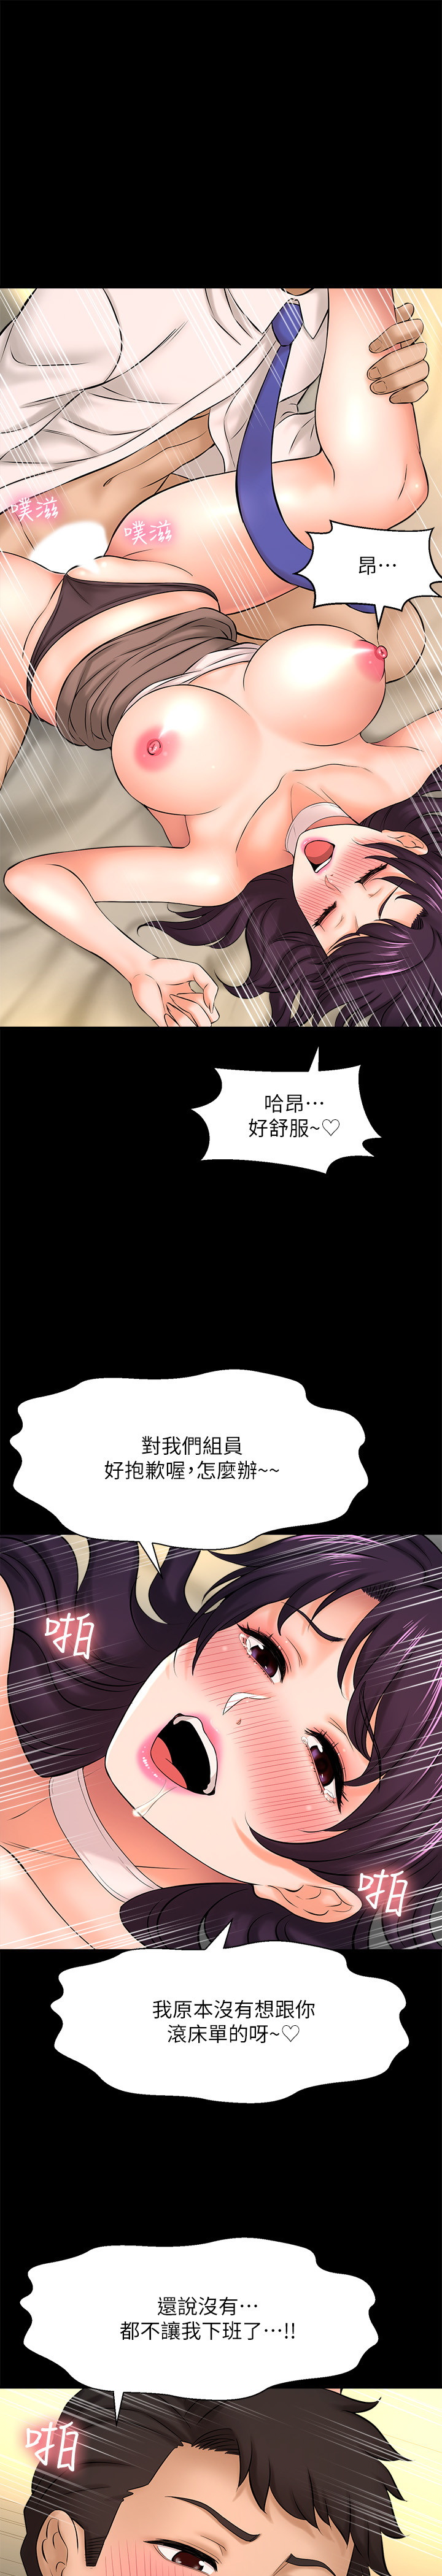 噗滋
噗滋
昂⋯
哈昂⋯
好舒服~♡
對我們組員
好抱歉喔，怎麼辦~~
啪
啪
我原本沒有想跟你
滾床單的呀~♡
還說沒有⋯
都不讓我下班了⋯!!
啪